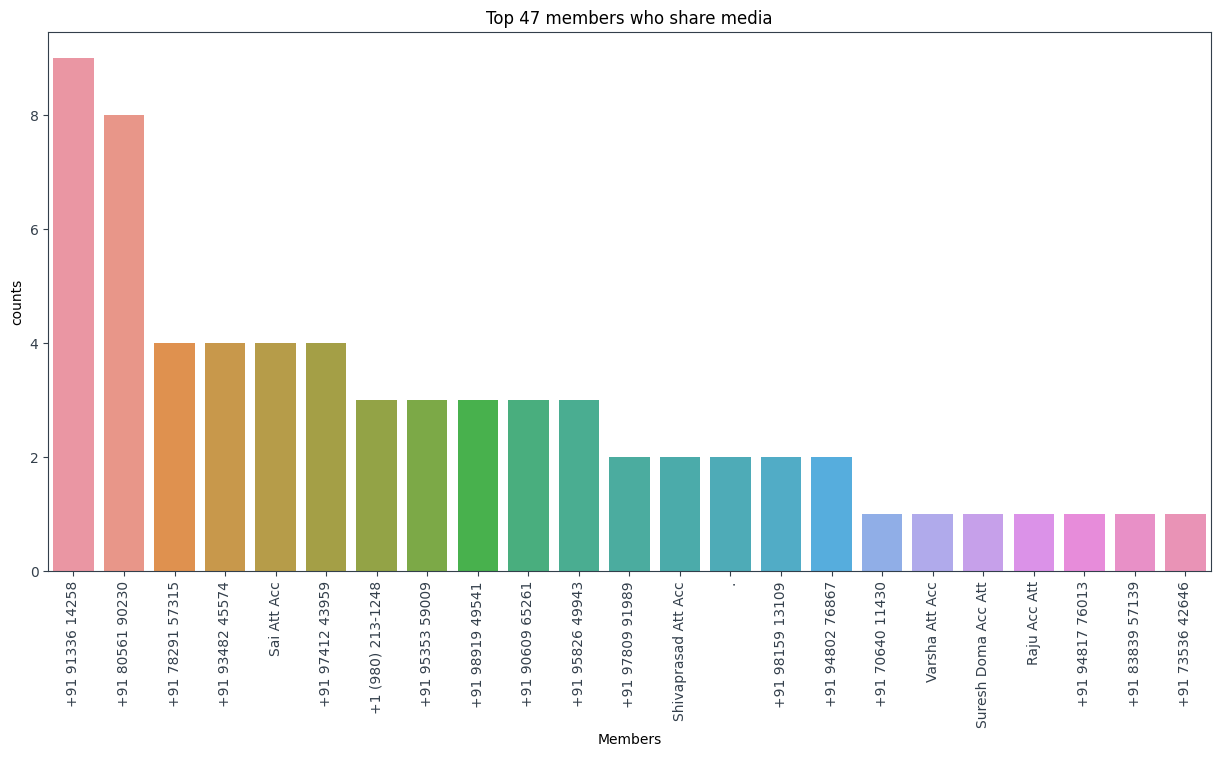 Top 47 members who share media
counts
8
6
4
2
0
+91 91336 14258
+91 80561 90230
+91 78291 57315
+91 93482 45574
Sai Att Acc
+91 97412 43959
+1 (980) 213-1248
+91 95353 59009
+91 98919 49541
+91 90609 65261
+91 95826 49943
+91 97809 91989
Shivaprasad Att Acc
.
+91 98159 13109
+91 94802 76867
+91 70640 11430
Varsha Att Acc
Suresh Doma Acc Att
Raju Acc Att
+91 94817 76013
+91 83839 57139
+91 73536 42646
Members